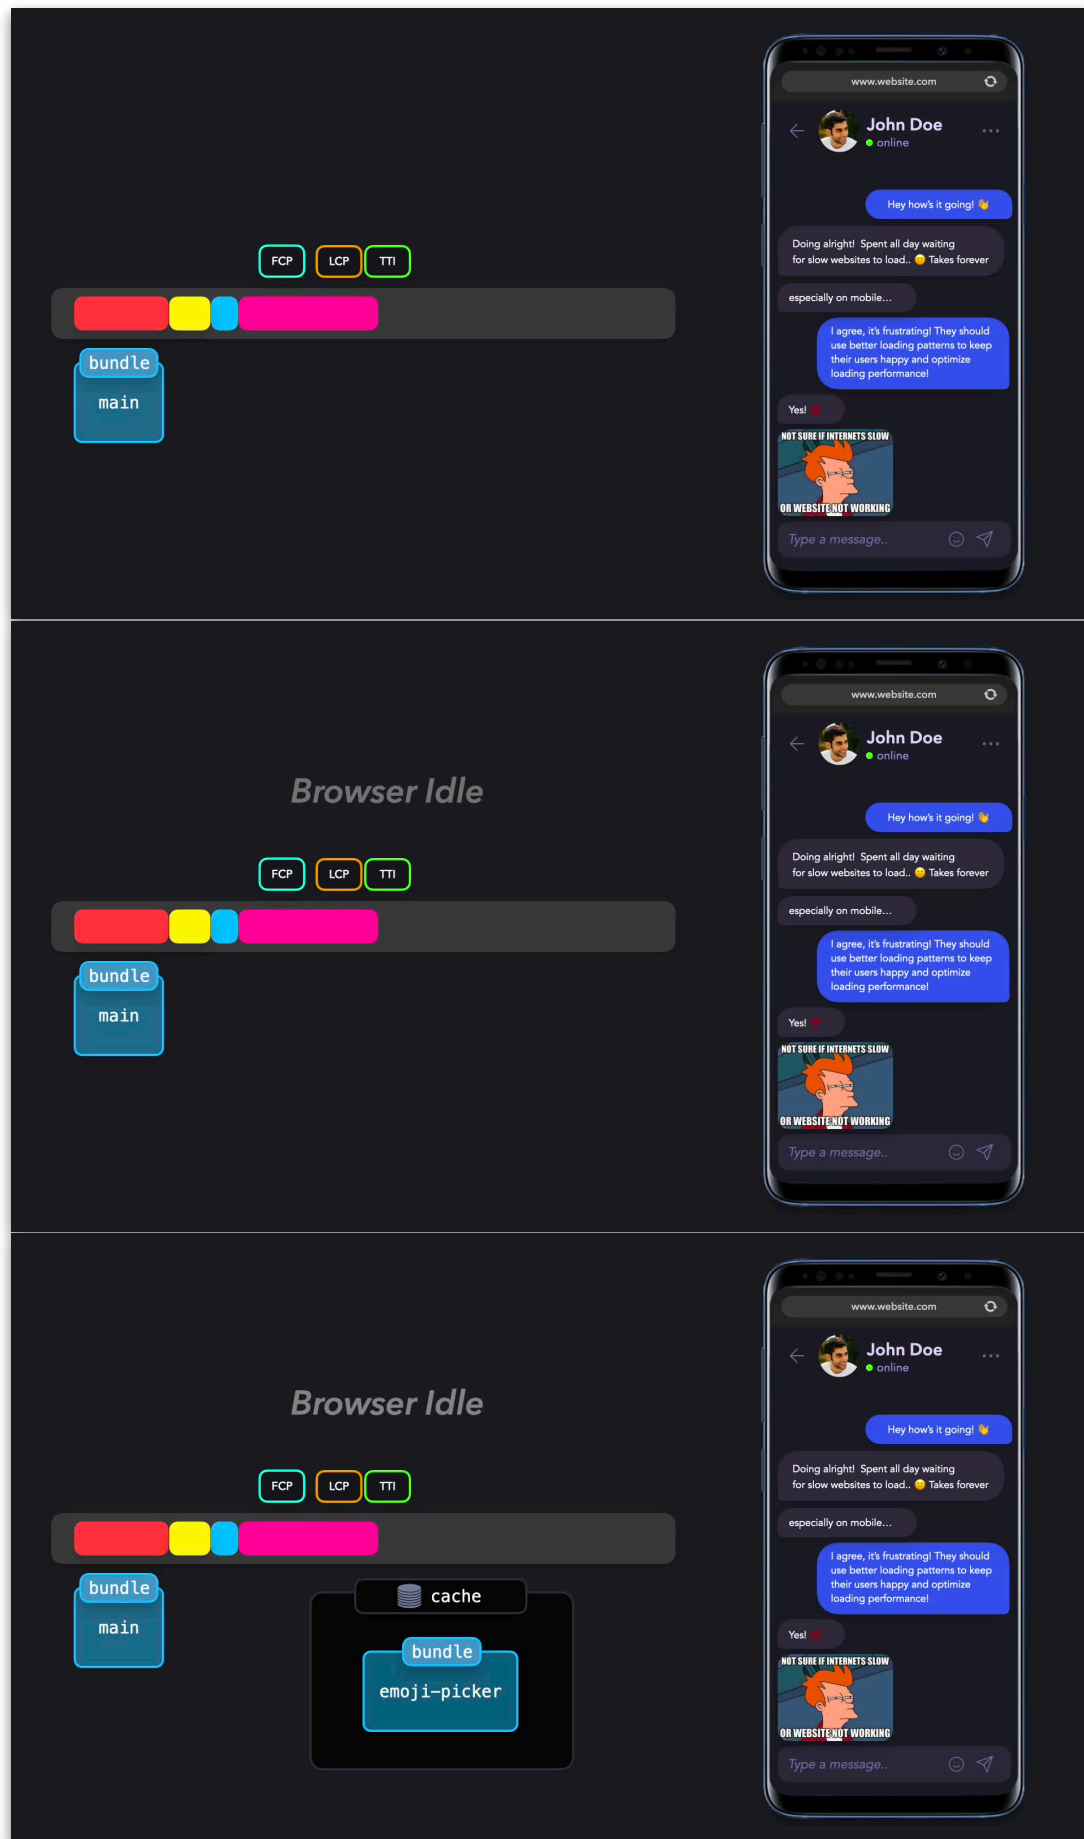 www.website.com
John Doe
online
Hey how's it going! 👋
Doing alright! Spent all day waiting
for slow websites to load.. 😕 Takes forever
especially on mobile...
I agree, it's frustrating! They should
use better loading patterns to keep
their users happy and optimize
loading performance!
Yes!
NOT SURE IF INTERNETS SLOW
OR WEBSITE NOT WORKING
Type a message..
FCP
LCP
TTI
bundle
main
www.website.com
John Doe
online
Hey how's it going! 👋
Doing alright! Spent all day waiting
for slow websites to load.. 😕 Takes forever
especially on mobile...
I agree, it's frustrating! They should
use better loading patterns to keep
their users happy and optimize
loading performance!
Yes!
NOT SURE IF INTERNETS SLOW
OR WEBSITE NOT WORKING
Type a message..
Browser Idle
FCP
LCP
TTI
bundle
main
www.website.com
John Doe
online
Hey how's it going! 👋
Doing alright! Spent all day waiting
for slow websites to load.. 😕 Takes forever
especially on mobile...
I agree, it's frustrating! They should
use better loading patterns to keep
their users happy and optimize
loading performance!
Yes!
NOT SURE IF INTERNETS SLOW
OR WEBSITE NOT WORKING
Type a message..
Browser Idle
FCP
LCP
TTI
bundle
main
cache
bundle
emoji-picker